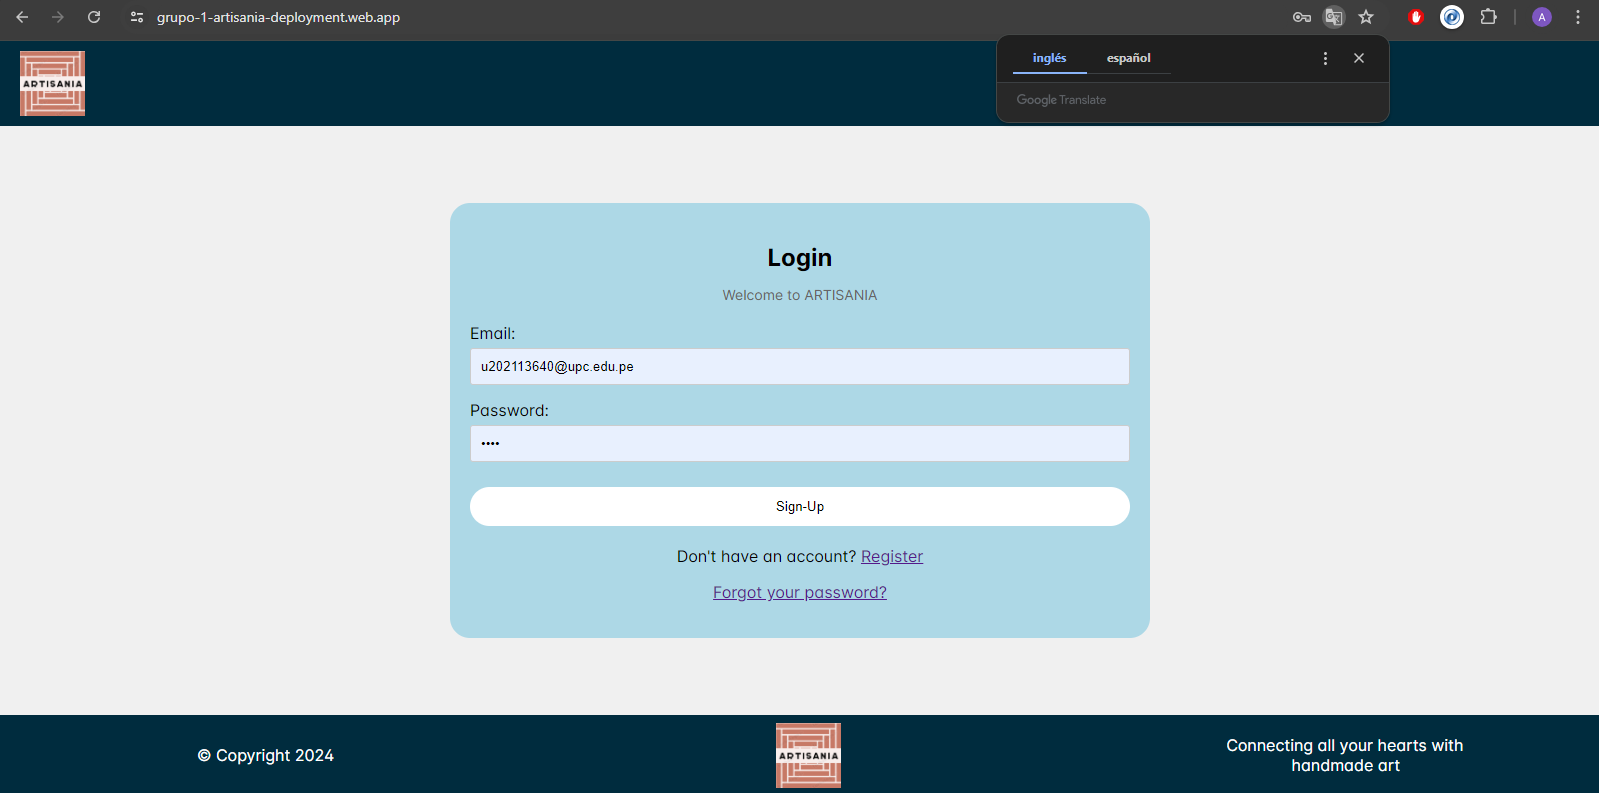 grupo-1-artisania-deployment.web.app
A
inglés español
Google Translate
ARTISANIA
Login
Welcome to ARTISANIA
Email:
u202113640@upc.edu.pe
Password:
••••
Sign-Up
Don't have an account? Register
Forgot your password?
© Copyright 2024
ARTISANIA
Connecting all your hearts with
handmade art